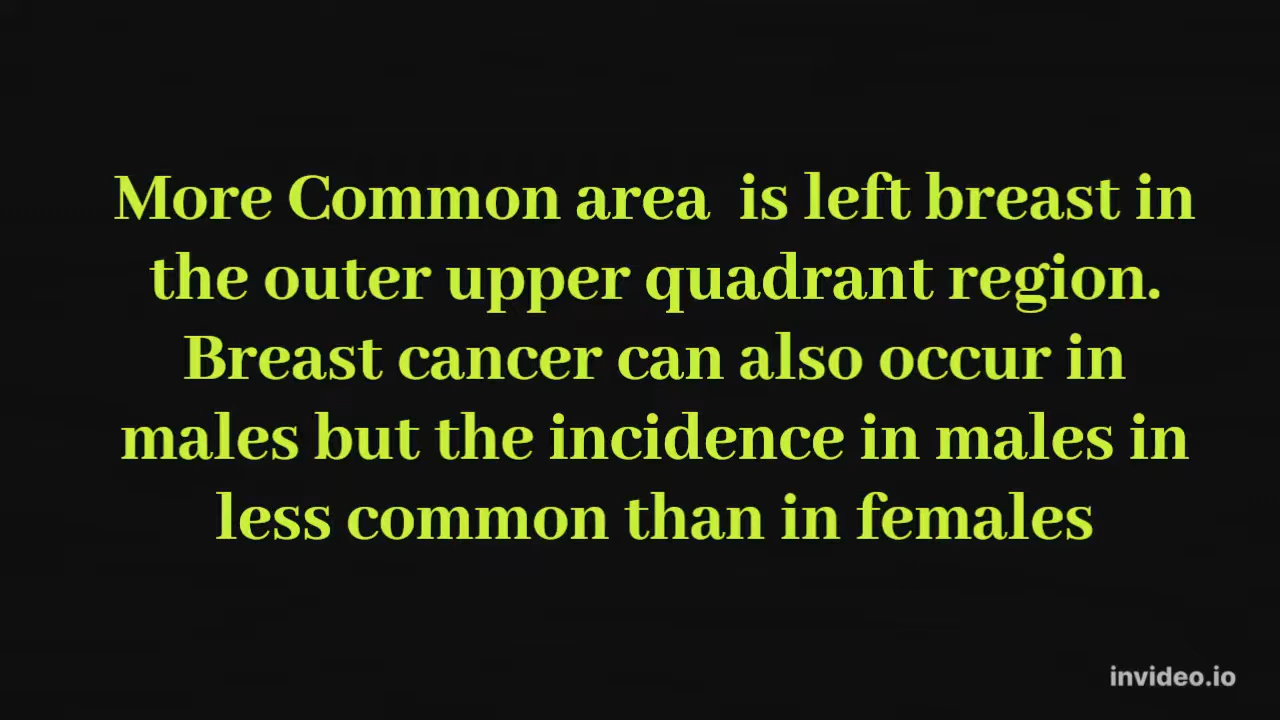 More Common area  is left breast in
the outer upper quadrant region.
Breast cancer can also occur in
males but the incidence in males in
less common than in females
invideo.io